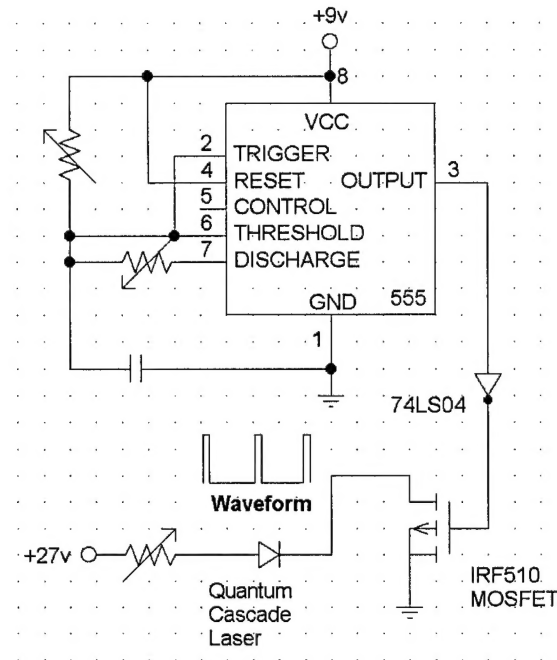 +9v
8
VCC
2
TRIGGER
4
RESET
OUTPUT
3
5
CONTROL
6
THRESHOLD
7
DISCHARGE
GND
555
1
74LS04
Waveform
+27v
Quantum
Cascade
Laser
IRF510
MOSFET